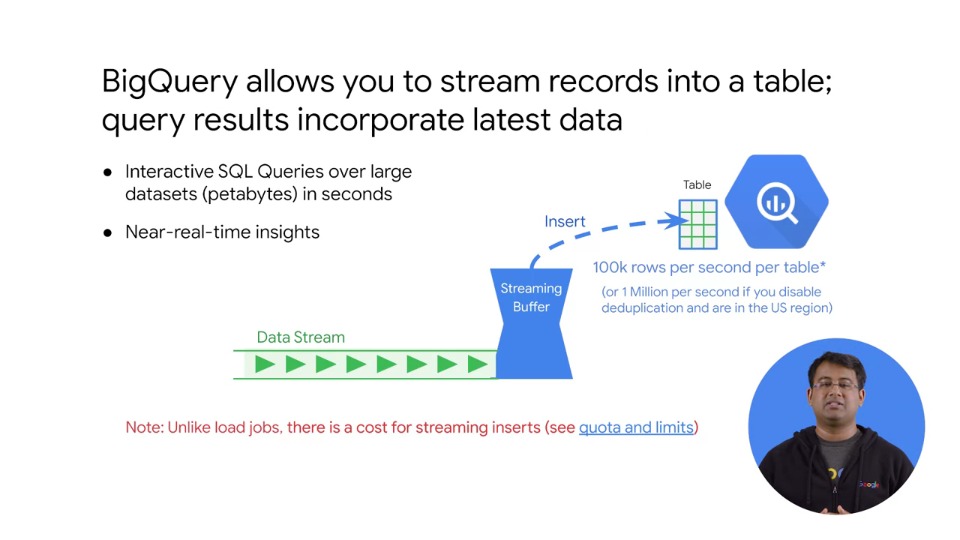 BigQuery allows you to stream records into a table;
query results incorporate latest data
● Interactive SQL Queries over large
datasets (petabytes) in seconds
● Near-real-time insights
Table
Insert
100k rows per second per table*
(or 1 Million per second if you disable
deduplication and are in the US region)
Streaming
Buffer
Data Stream
Note: Unlike load jobs, there is a cost for streaming inserts (see quota and limits)
Google